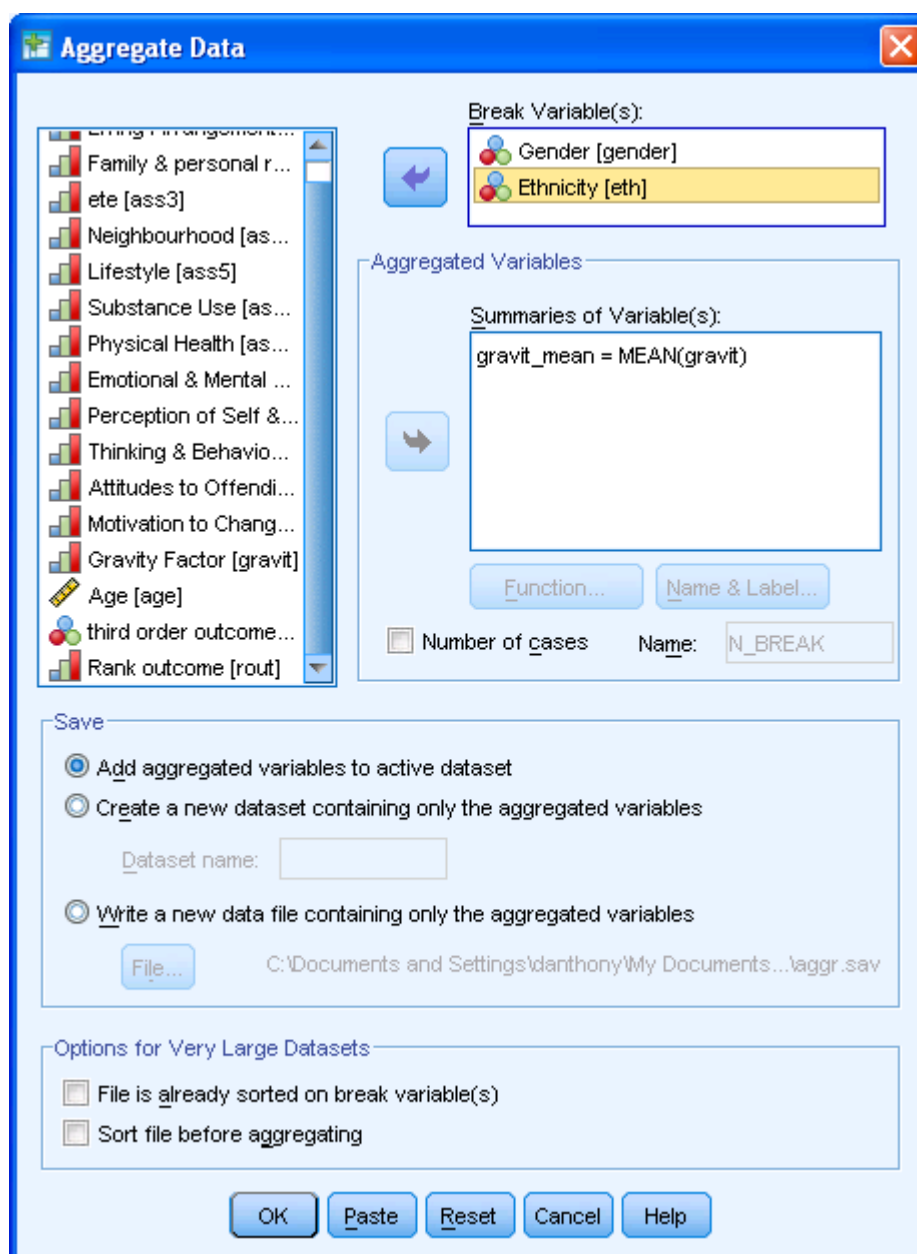 Aggregate Data
Break Variable(s):
Gender [gender]
Ethnicity [eth]
Family & personal r...
ete [ass3]
Neighbourhood [as...
Lifestyle [ass5]
Substance Use [as...
Physical Health [as...
Emotional & Mental ...
Perception of Self &...
Thinking & Behavio...
Attitudes to Offendi...
Motivation to Chang...
Gravity Factor [gravit]
Age [age]
third order outcome...
Rank outcome [rout]
Aggregated Variables
Summaries of Variable(s):
gravit_mean = MEAN(gravit)
Function... Name & Label...
Number of cases Name: N_BREAK
Save
Add aggregated variables to active dataset
Create a new dataset containing only the aggregated variables
Dataset name:
Write a new data file containing only the aggregated variables
File... C:\Documents and Settings\danthony\My Documents...\aggr.sav
Options for Very Large Datasets
File is already sorted on break variable(s)
Sort file before aggregating
OK Paste Reset Cancel Help